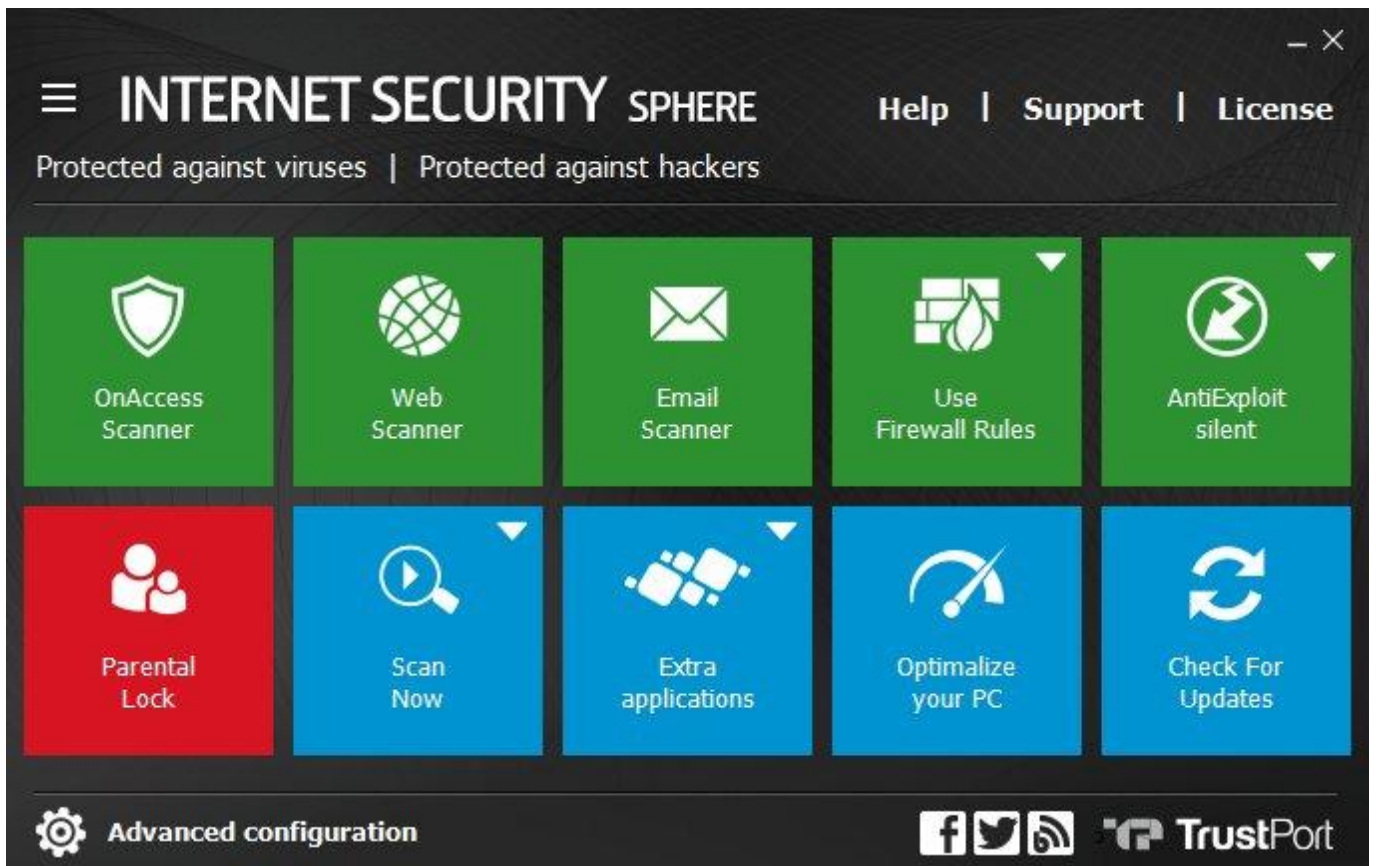 INTERNET SECURITY SPHERE
Help | Support | License
Protected against viruses | Protected against hackers
OnAccess
Scanner
Web
Scanner
Email
Scanner
Use
Firewall Rules
AntiExploit
silent
Parental
Lock
Scan
Now
Extra
applications
Optimalize
your PC
Check For
Updates
Advanced configuration
TrustPort